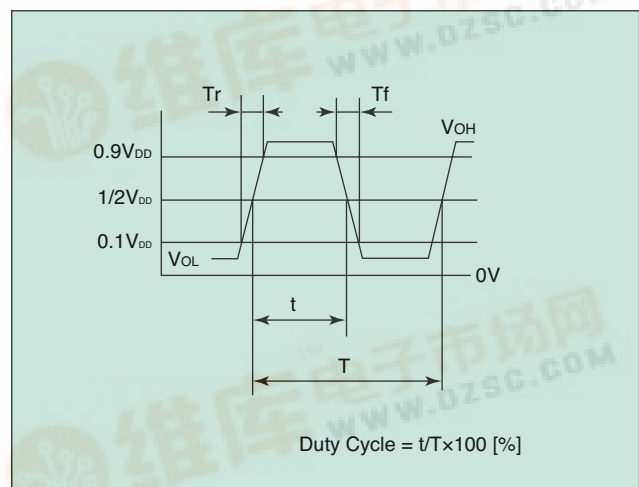 维库电子市场网
WWW.DZSC.COM
Tr
Tf
VOH
0.9VDD
1/2VDD
0.1VDD
VOL
0V
t
T
维库电子市场网
WWW.DZSC.COM
Duty Cycle = t/T×100 [%]